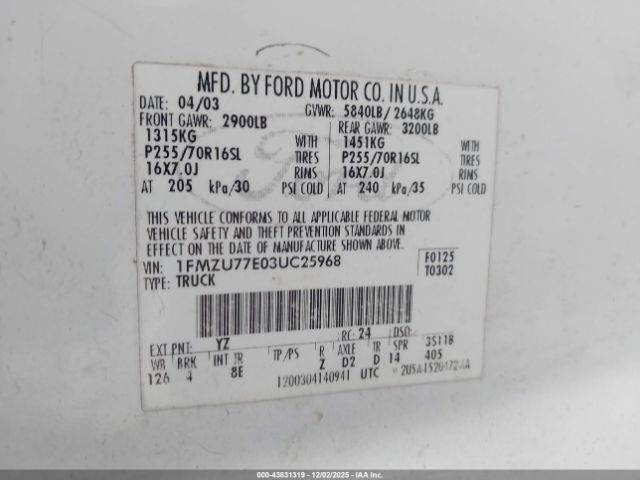 MFD. BY FORD MOTOR CO. IN U.S.A.
DATE: 04/03 GVWR: 5840LB/ 2648KG
FRONT GAWR: 2900LB REAR GAWR: 3200LB
1315KG WITH 1451KG WITH
P255/70R16SL TIRES P255/70R16SL TIRES
16X7.0J RIMS 16X7.0J RIMS
AT 205 kPa/30 PSI COLD AT 240 kPa/35 PSI COLD
THIS VEHICLE CONFORMS TO ALL APPLICABLE FEDERAL MOTOR
VEHICLE SAFETY AND THEFT PREVENTION STANDARDS IN
EFFECT ON THE DATE OF MANUFACTURE SHOWN ABOVE.
VIN: 1FMZU77E03UC25968 F0125
TYPE: TRUCK T0302
EXT PNT: YZ RC: 24 DSO:
WB BRK INT TR TP/PS R AXLE TR SPR 3S11B
126 4 8E Z D2 D 14 405
1200304140941 UTC
Ford
000-43831319 - 12/02/2025 - IAA Inc.